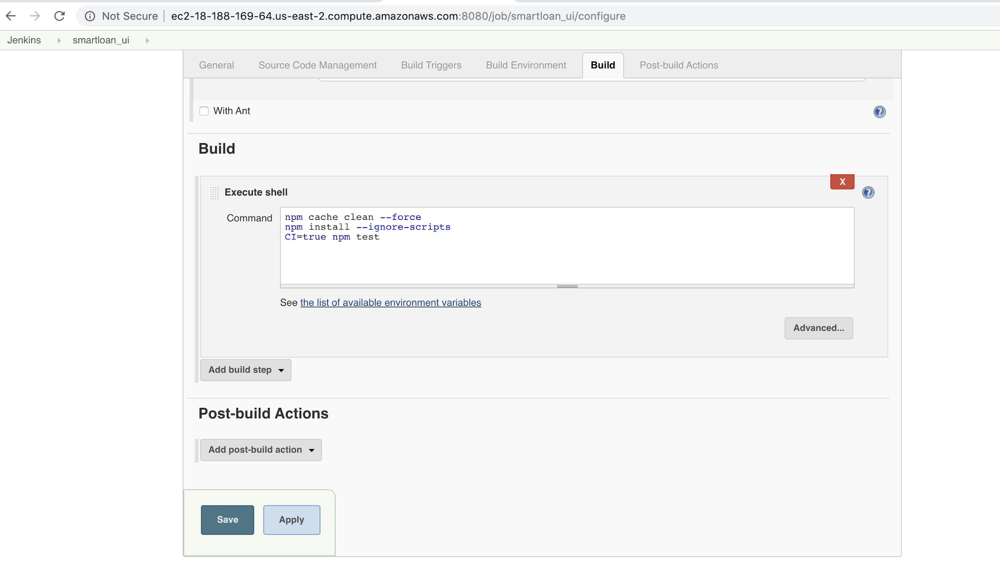 Not Secure ec2-18-188-169-64.us-east-2.compute.amazonaws.com:8080/job/smartloan_ui/configure
Jenkins smartloan_ui
General Source Code Management Build Triggers Build Environment Build Post-build Actions
With Ant
Build
X
Execute shell
Command
npm cache clean --force
npm install --ignore-scripts
CI=true npm test
See the list of available environment variables
Advanced...
Add build step
Post-build Actions
Add post-build action
Save Apply